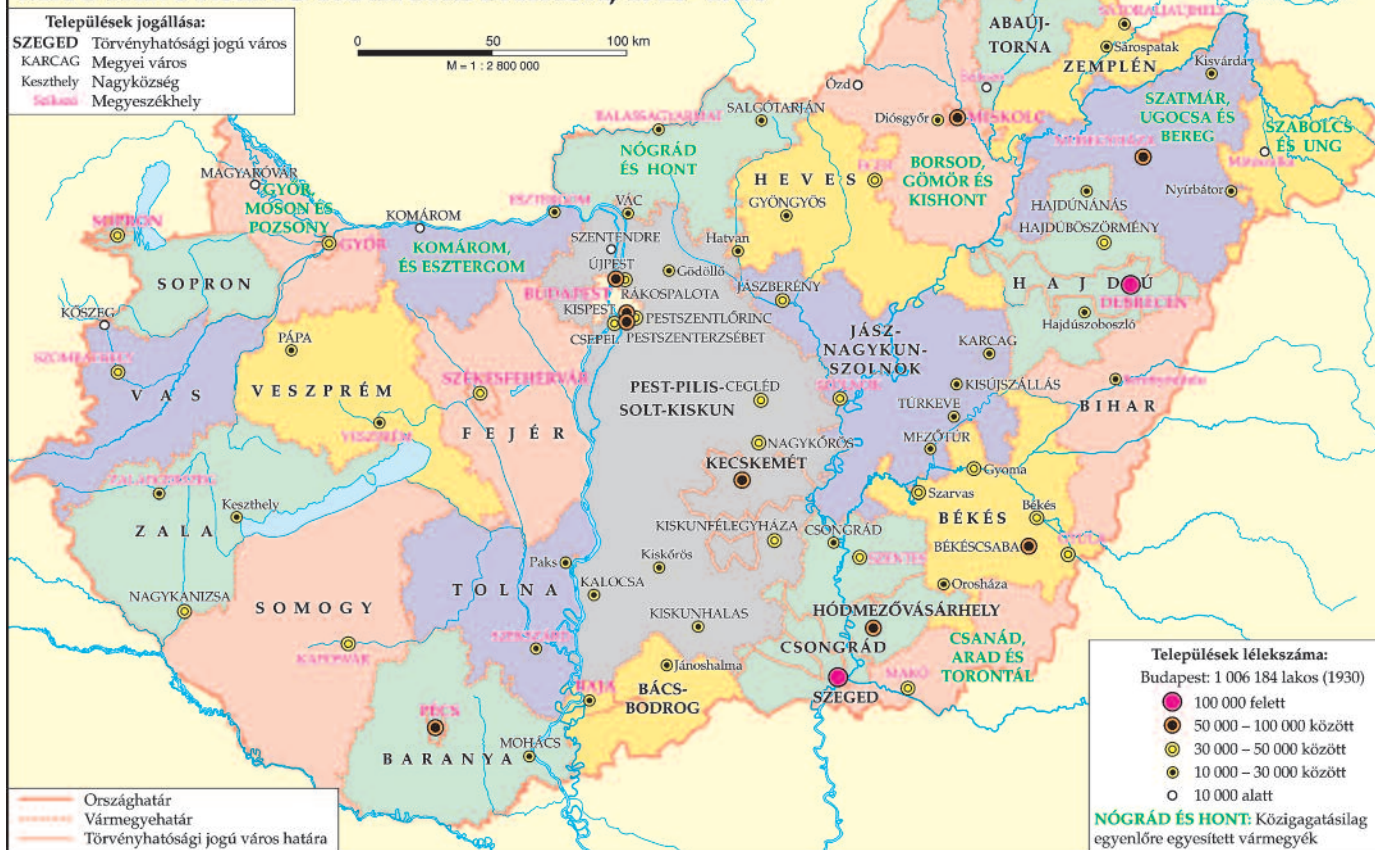 Települések jogállása:
SZEGED Törvényhatósági jogú város
KARCAG Megyei város
Keszthely Nagyközség
Megyeszékhely
0 50 100 km
M = 1 : 2 800 000
ABAÚJ-
TORNA
SÁTORALJAÚJHELY
Sárospatak
ZEMPLÉN
Kisvárda
Ózd
SZATMÁR,
UGOCSA ÉS
BEREG
SZABOLCS
ÉS UNG
BALASSAGYARMAT
SALGÓTARJÁN
Diósgyőr
MISKOLC
NÓGRÁD
ÉS HONT
HEVES
EGER
BORSOD,
GÖMÖR ÉS
KISHONT
Nyírbátor
MAGYARÓVÁR
GYŐR,
MOSON ÉS
POZSONY
SOPRON
GYŐR
KOMÁROM
ESZTERGOM
KOMÁROM,
ÉS ESZTERGOM
VÁC
SZENTENDRE
GYÖNGYÖS
Hatvan
HAJDÚNÁNÁS
HAJDÚBÖSZÖRMÉNY
SOPRON
ÚJPEST
Gödöllő
BUDAPEST
RÁKOSPALOTA
JÁSZBERÉNY
HAJDÚ
DEBRECEN
Hajdúszoboszló
KŐSZEG
KISPEST
PESTSZENTLŐRINC
CSEPEL
PESTSZENTERZSÉBET
PÁPA
JÁSZ-
NAGYKUN-
SZOLNOK
KARCAG
SZOMBATHELY
VAS
VESZPRÉM
SZÉKESFEHÉRVÁR
PEST-PILIS-
SOLT-KISKUN
CEGLÉD
SZOLNOK
KISÚJSZÁLLÁS
BIHAR
TÚRKEVE
VESZPRÉM
FEJÉR
NAGYKŐRÖS
MEZŐTÚR
KECSKEMÉT
Gyoma
ZALAEGERSZEG
Keszthely
ZALA
Szarvas
BÉKÉS
Békés
KISKUNFÉLEGYHÁZA
CSONGRÁD
BÉKÉSCSABA
GYULA
SZENTES
Paks
Kiskőrös
TOLNA
KALOCSA
Orosháza
NAGYKANIZSA
SOMOGY
KISKUNHALAS
HÓDMEZŐVÁSÁRHELY
KAPOSVÁR
CSONGRÁD
CSANÁD,
ARAD ÉS
TORONTÁL
Jánoshalma
BÁCS-
BODROG
SZEGED
MAKÓ
BAJA
PÉCS
MOHÁCS
BARANYA
Országhatár
Vármegyehatár
Törvényhatósági jogú város határa
Települések lélekszáma:
Budapest: 1 006 184 lakos (1930)
100 000 felett
50 000 – 100 000 között
30 000 – 50 000 között
10 000 – 30 000 között
10 000 alatt
NÓGRÁD ÉS HONT: Közigagatásilag
egyenlőre egyesített vármegyék